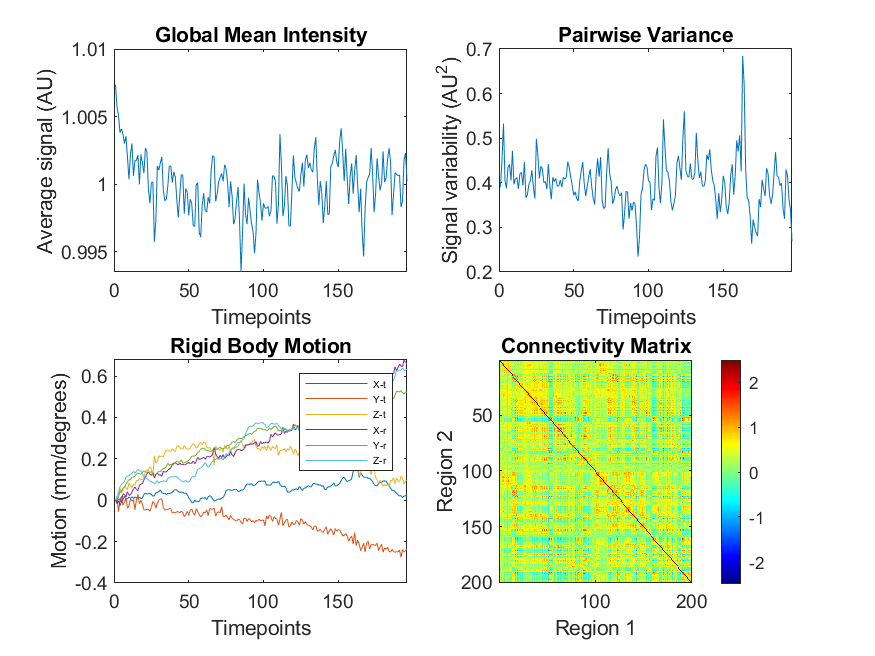 Global Mean Intensity
1.01
1.005
1
0.995
Average signal (AU)
0 50 100 150
Timepoints
Pairwise Variance
0.7
0.6
0.5
0.4
0.3
0.2
Signal variability (AU2)
0 50 100 150
Timepoints
Rigid Body Motion
0.6
0.4
0.2
0
-0.2
-0.4
Motion (mm/degrees)
X-t
Y-t
Z-t
X-r
Y-r
Z-r
0 50 100 150
Timepoints
Connectivity Matrix
50
100
150
200
Region 2
100 200
Region 1
2
1
0
-1
-2